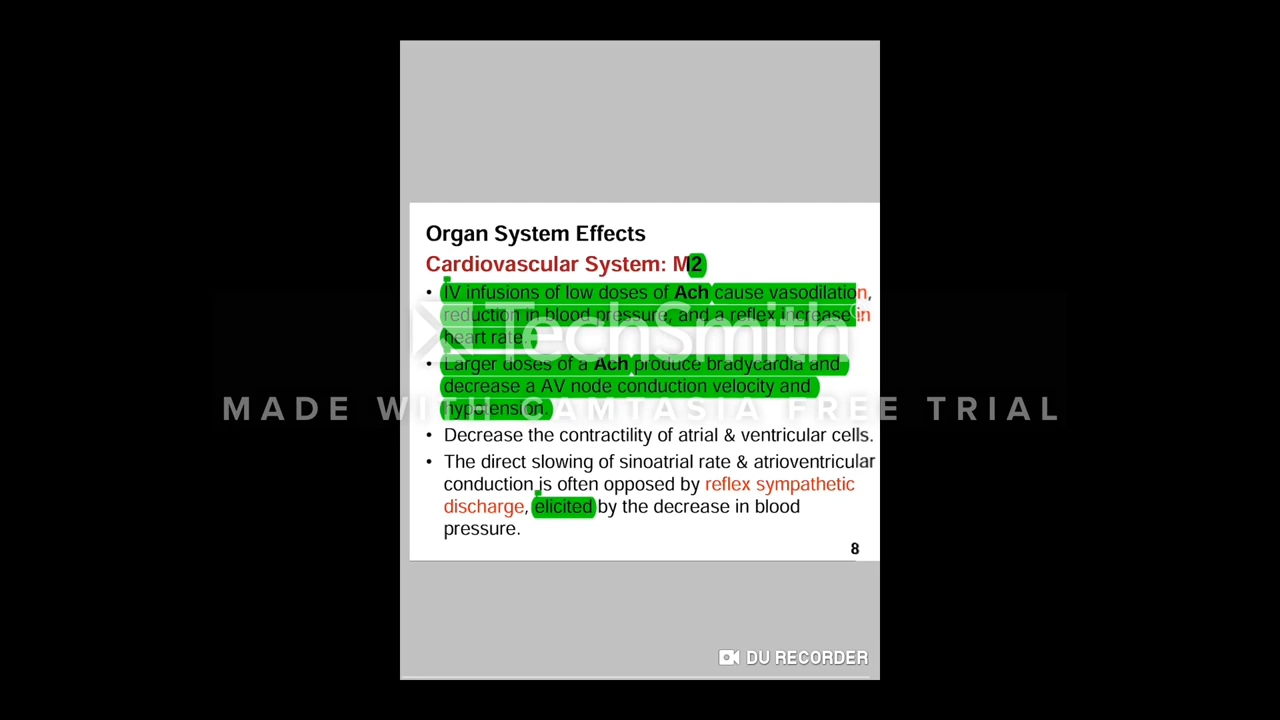 Organ System Effects
Cardiovascular System: M2
• IV infusions of low doses of Ach cause vasodilation,
reduction in blood pressure, and a reflex increase in
heart rate.
• Larger doses of a Ach produce bradycardia and
decrease a AV node conduction velocity and
hypotension.
• Decrease the contractility of atrial & ventricular cells.
• The direct slowing of sinoatrial rate & atrioventricular
conduction is often opposed by reflex sympathetic
discharge, elicited by the decrease in blood
pressure.
8
TechSmith®
MADE WITH CAMTASIA FREE TRIAL
DU RECORDER